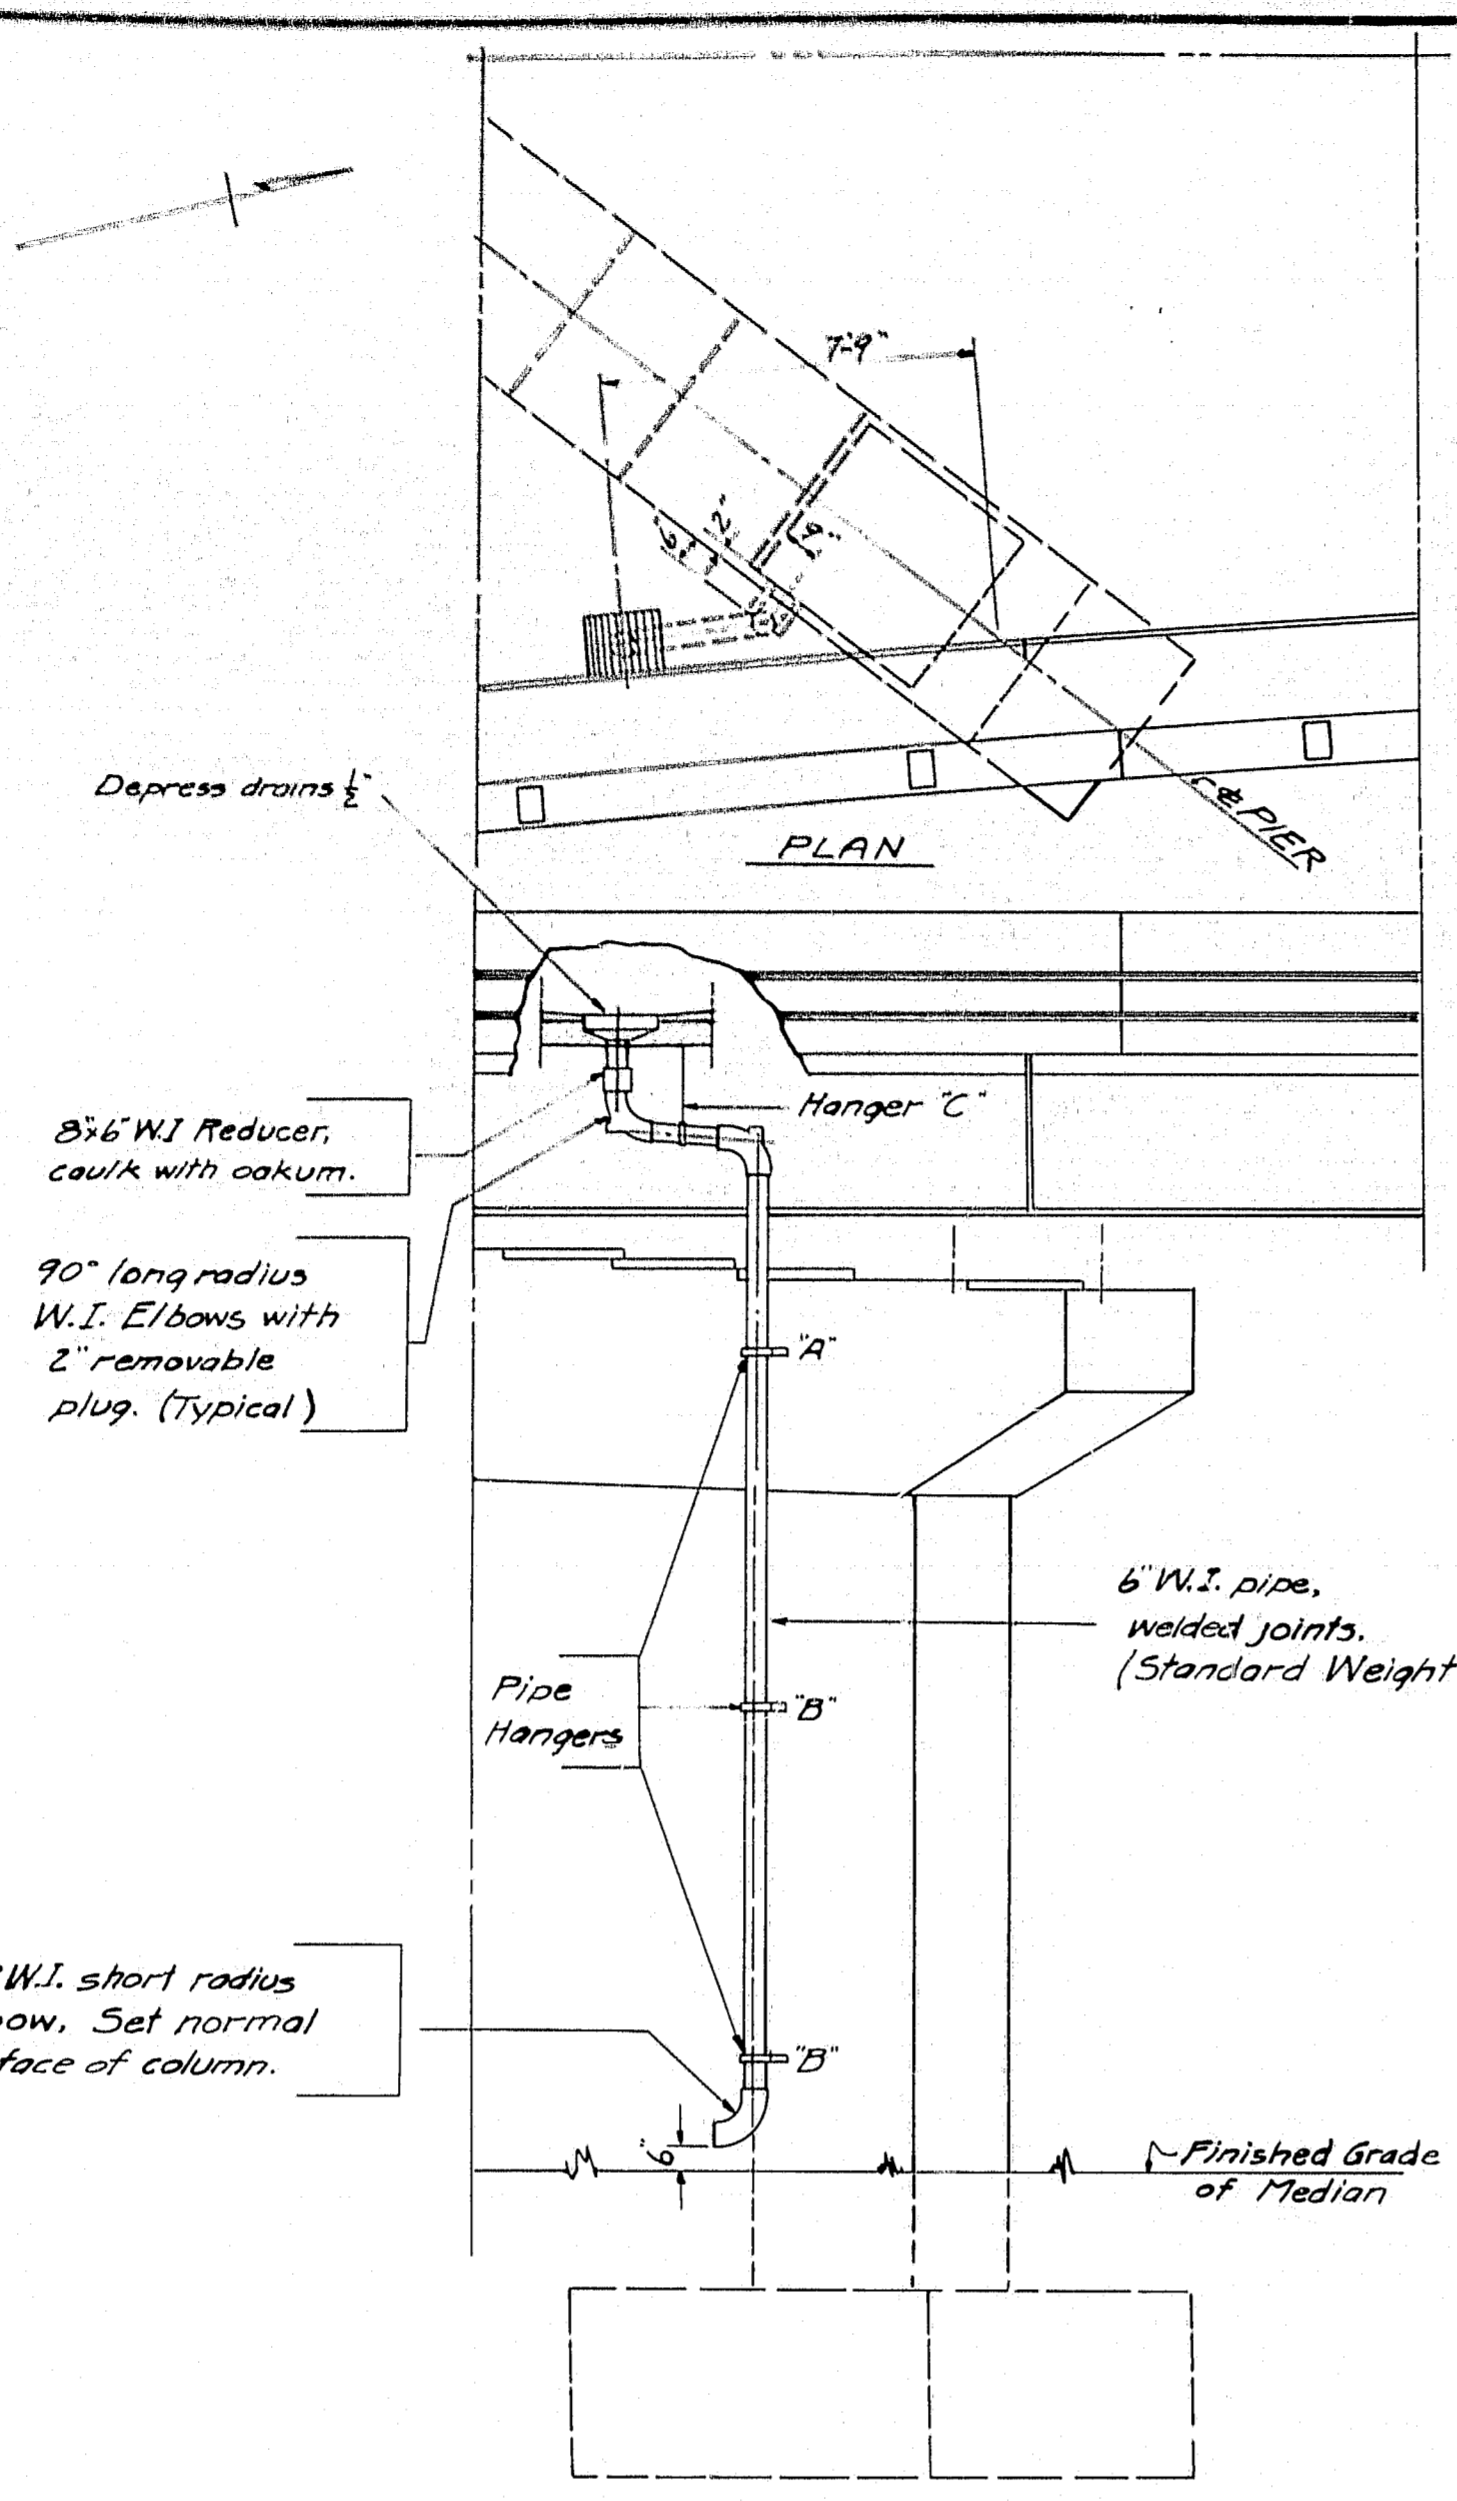 7'-9"
6"
2"
9"
Depress drains ½"
PLAN
℄ PIER
Hanger "C"
8"x6" W.I Reducer,
caulk with oakum.
90° long radius
W.I. Elbows with
2" removable
plug. (Typical)
"A"
6" W.I. pipe,
welded joints.
(Standard Weight
Pipe
Hangers
"B"
W.I. short radius
Set normal
face of column.
"B"
6"
Finished Grade
of Median